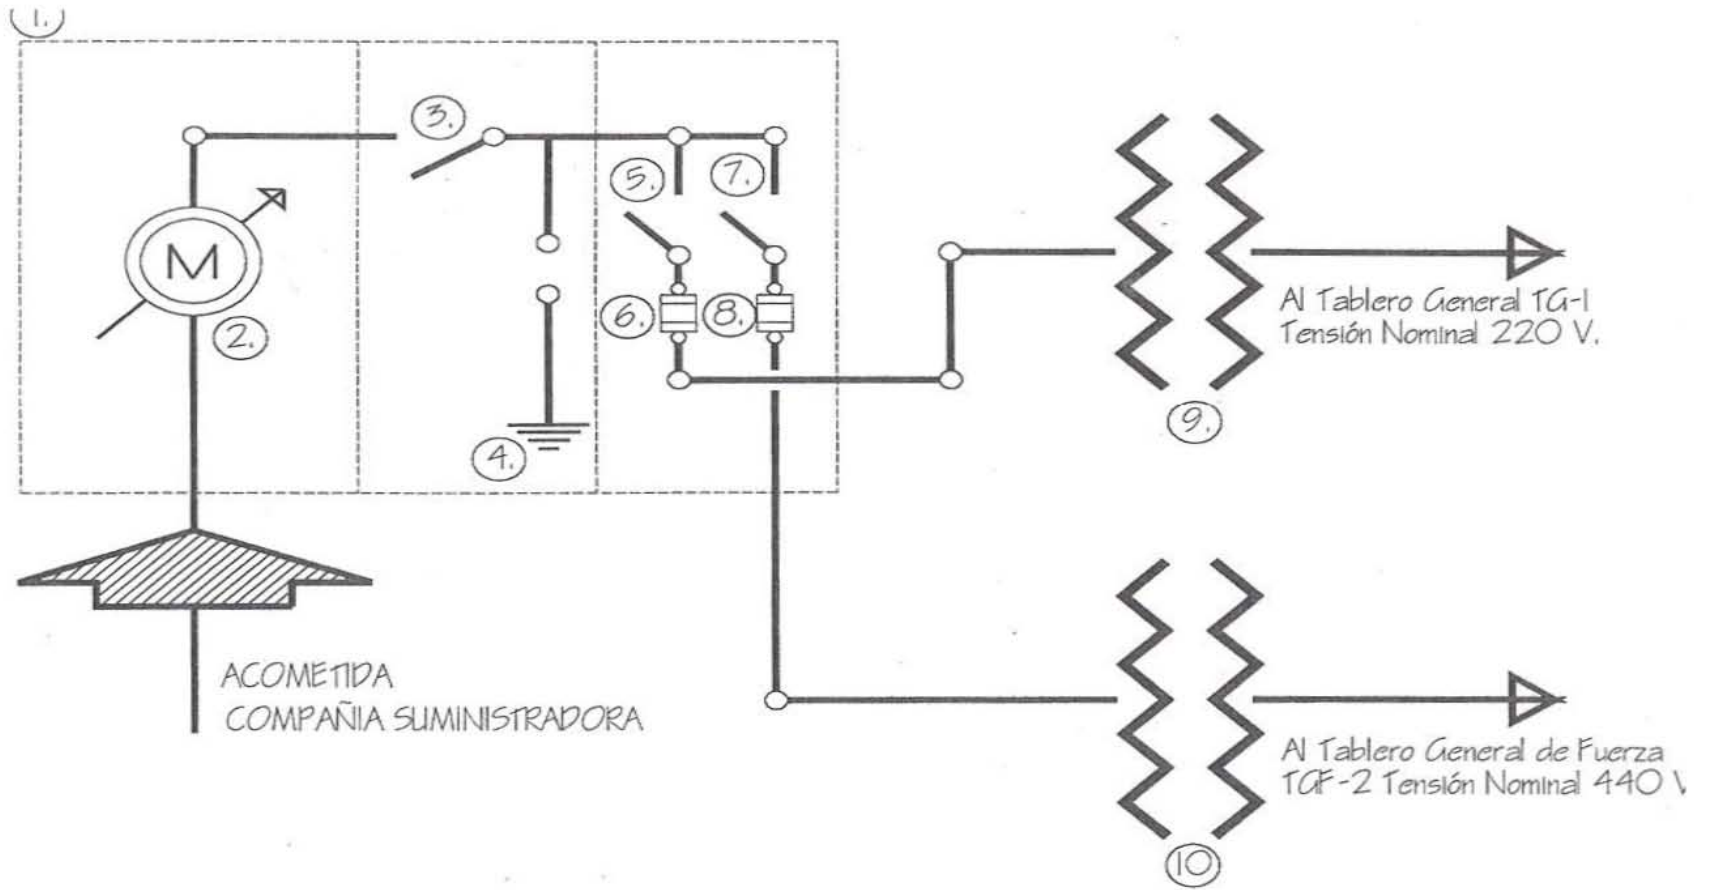 1.
3.
5.
7.
M
2.
6.
8.
Al Tablero General TG-1
Tensión Nominal 220 V.
9.
4.
ACOMETIDA
COMPAÑIA SUMINISTRADORA
Al Tablero General de Fuerza
TGF-2 Tensión Nominal 440 V
10